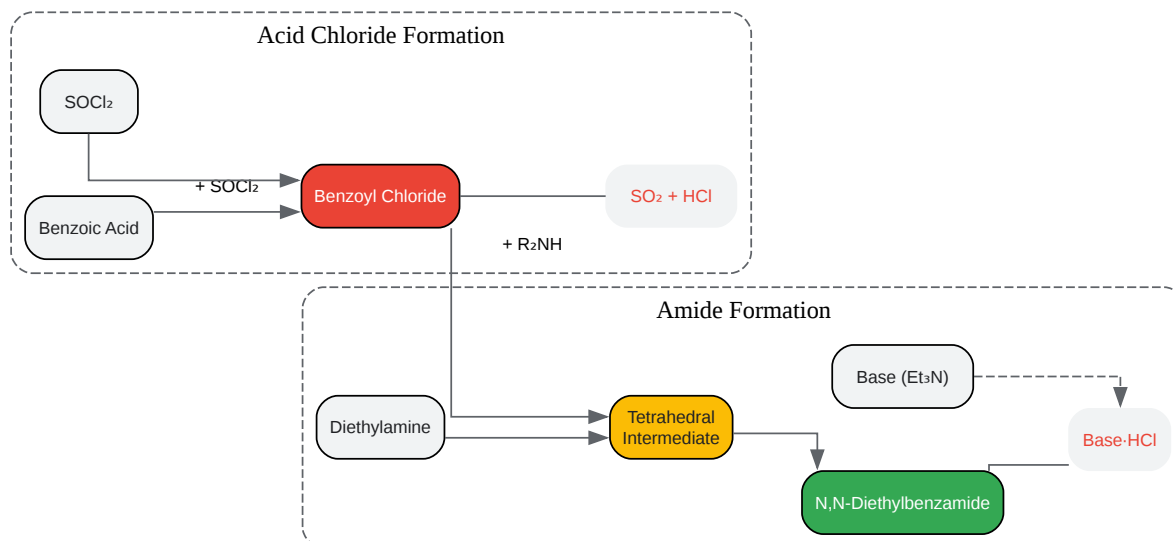 Acid Chloride Formation
SOCl₂
+ SOCl₂
Benzoic Acid
Benzoyl Chloride
SO₂ + HCl
+ R₂NH
Amide Formation
Base (Et₃N)
Diethylamine
Tetrahedral
Intermediate
Base·HCl
N,N-Diethylbenzamide